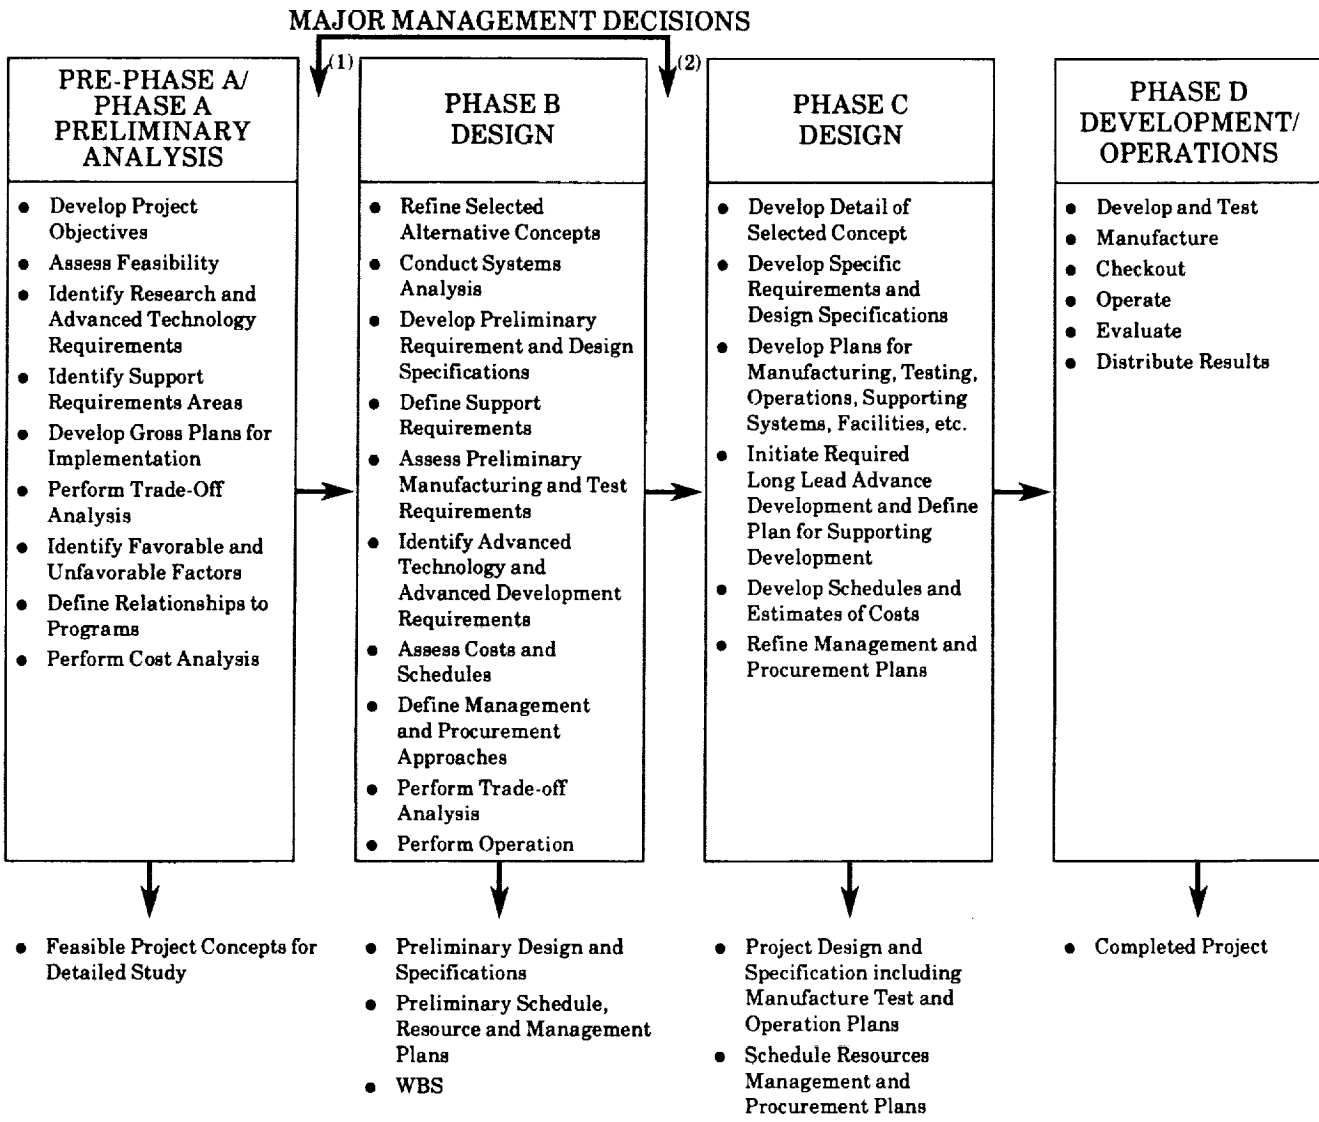 MAJOR MANAGEMENT DECISIONS
(1)
(2)
PRE-PHASE A/
PHASE A
PRELIMINARY
ANALYSIS
• Develop Project
Objectives
• Assess Feasibility
• Identify Research and
Advanced Technology
Requirements
• Identify Support
Requirements Areas
• Develop Gross Plans for
Implementation
• Perform Trade-Off
Analysis
• Identify Favorable and
Unfavorable Factors
• Define Relationships to
Programs
• Perform Cost Analysis
• Feasible Project Concepts for
Detailed Study
PHASE B
DESIGN
• Refine Selected
Alternative Concepts
• Conduct Systems
Analysis
• Develop Preliminary
Requirement and Design
Specifications
• Define Support
Requirements
• Assess Preliminary
Manufacturing and Test
Requirements
• Identify Advanced
Technology and
Advanced Development
Requirements
• Assess Costs and
Schedules
• Define Management
and Procurement
Approaches
• Perform Trade-off
Analysis
• Perform Operation
• Preliminary Design and
Specifications
• Preliminary Schedule,
Resource and Management
Plans
• WBS
PHASE C
DESIGN
• Develop Detail of
Selected Concept
• Develop Specific
Requirements and
Design Specifications
• Develop Plans for
Manufacturing, Testing,
Operations, Supporting
Systems, Facilities, etc.
• Initiate Required
Long Lead Advance
Development and Define
Plan for Supporting
Development
• Develop Schedules and
Estimates of Costs
• Refine Management and
Procurement Plans
• Project Design and
Specification including
Manufacture Test and
Operation Plans
• Schedule Resources
Management and
Procurement Plans
PHASE D
DEVELOPMENT/
OPERATIONS
• Develop and Test
• Manufacture
• Checkout
• Operate
• Evaluate
• Distribute Results
• Completed Project